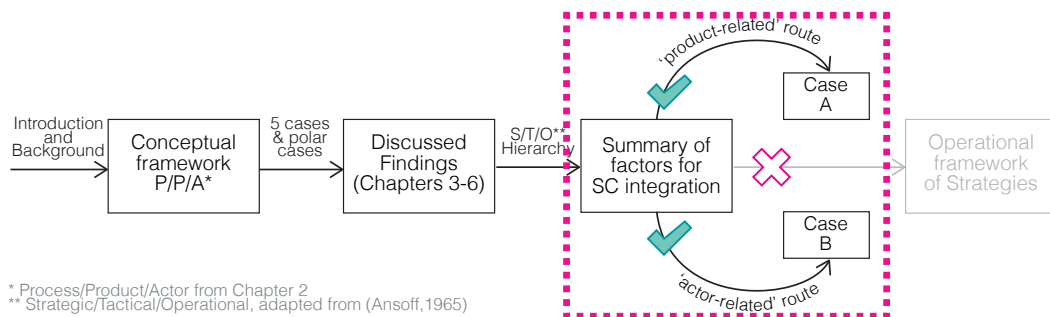 Introduction
and
Background
Conceptual
framework
P/P/A*
5 cases
& polar
cases
Discussed
Findings
(Chapters 3-6)
S/T/O**
Hierarchy
Summary of
factors for
SC integration
'product-related' route
Case
A
Case
B
'actor-related' route
Operational
framework
of Strategies
* Process/Product/Actor from Chapter 2
** Strategic/Tactical/Operational, adapted from (Ansoff,1965)